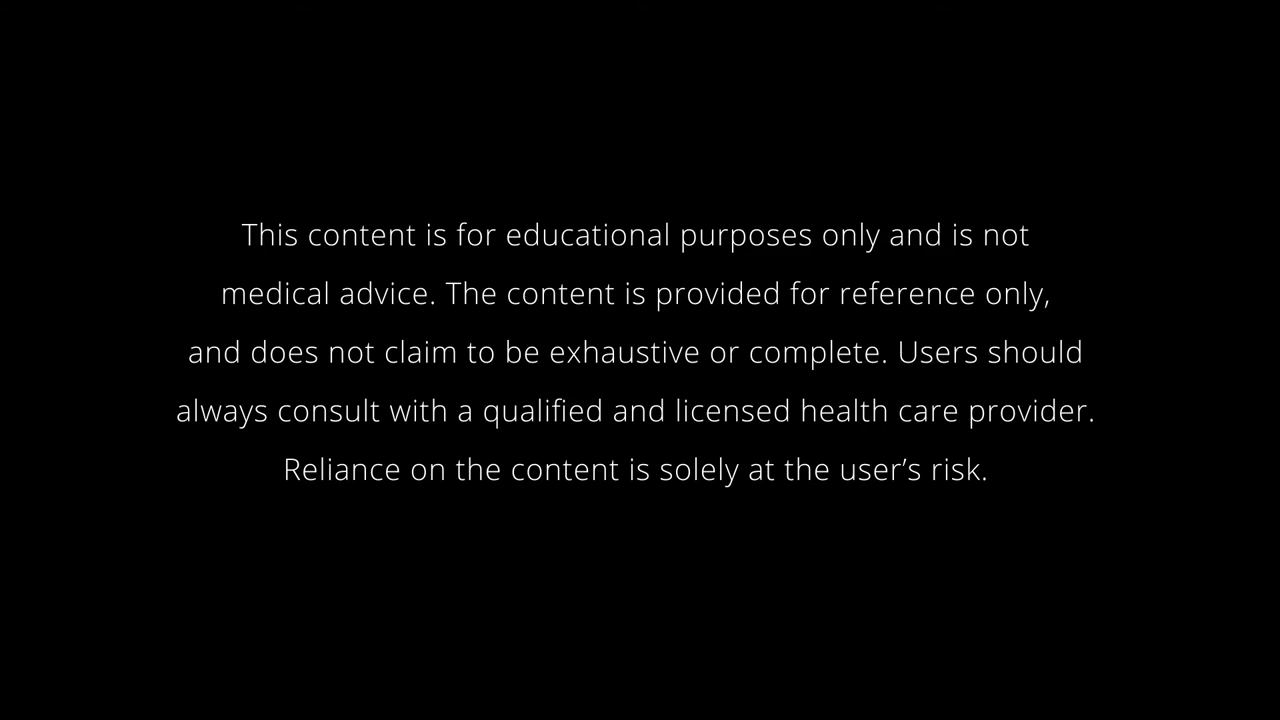 This content is for educational purposes only and is not
medical advice. The content is provided for reference only,
and does not claim to be exhaustive or complete. Users should
always consult with a qualified and licensed health care provider.
Reliance on the content is solely at the user’s risk.